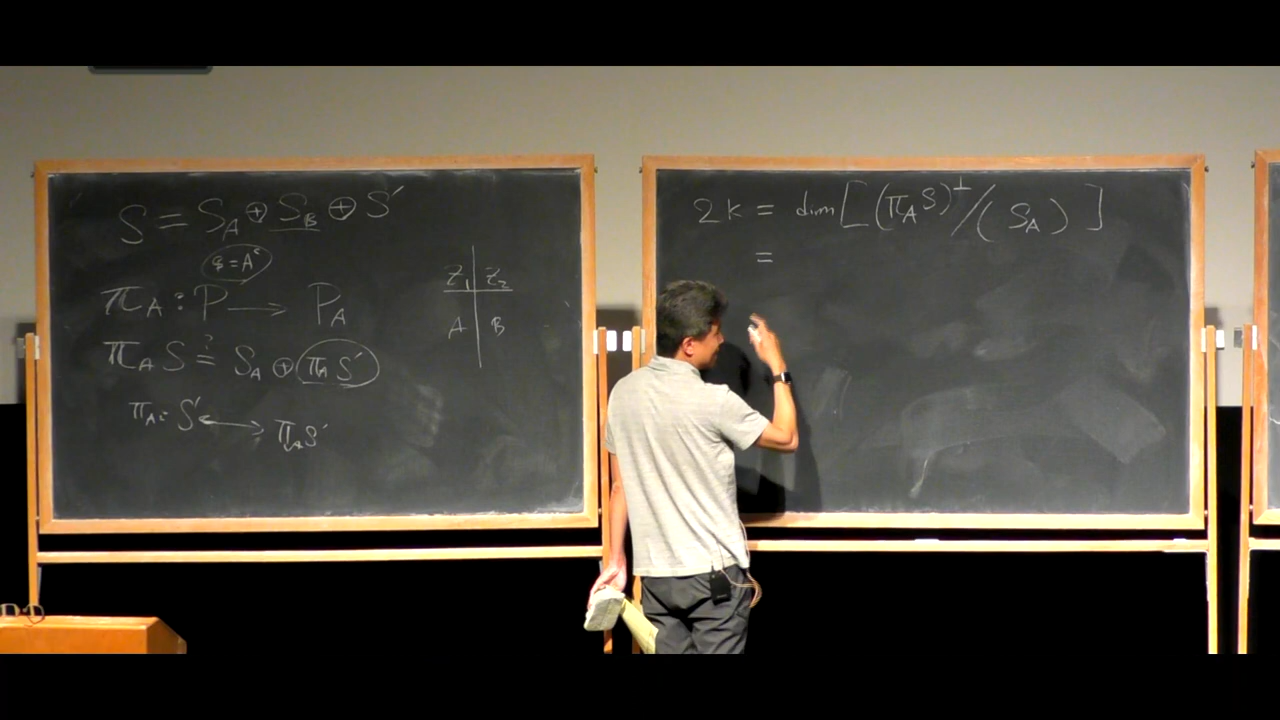 S = S_A ⊕ S_B ⊕ S′
B = A^c
π_A : P → P_A
π_A S ≟ S_A ⊕ π_A S′
π_A : S′ ↔ π_A S′
Z_1 | Z_2
A | B
2k = dim [ (π_A S)^⊥ / ( S_A ) ]
=